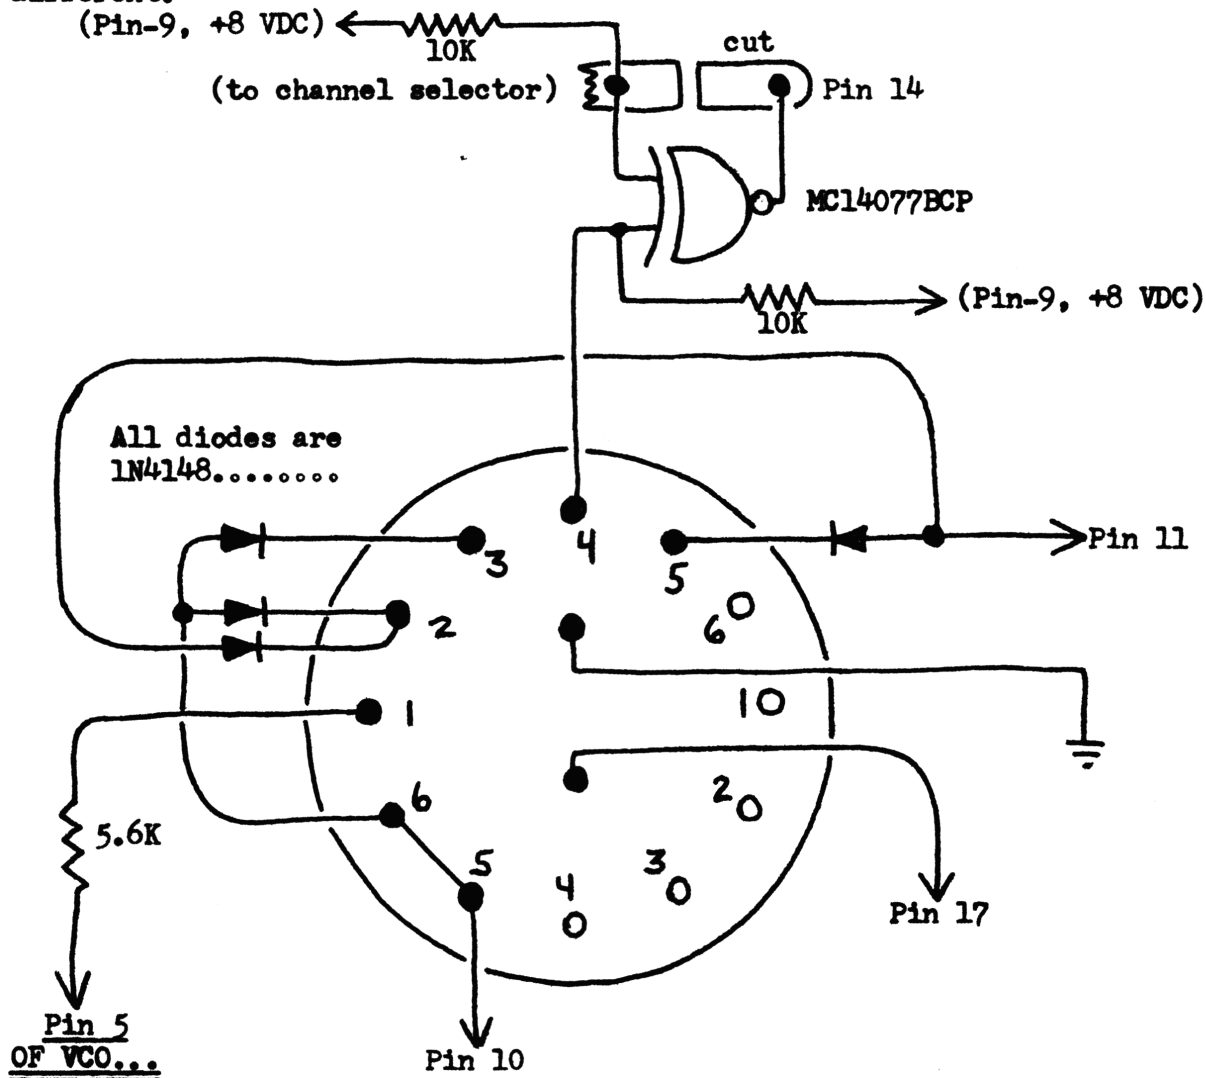 (Pin-9, +8 VDC)
10K
cut
(to channel selector)
Pin 14
MC14077BCP
(Pin-9, +8 VDC)
10K
All diodes are
1N4148........
Pin 11
3
4
5
2
6
1
1
6
2
5.6K
5
4
3
Pin 17
Pin 5
OF VCO...
Pin 10